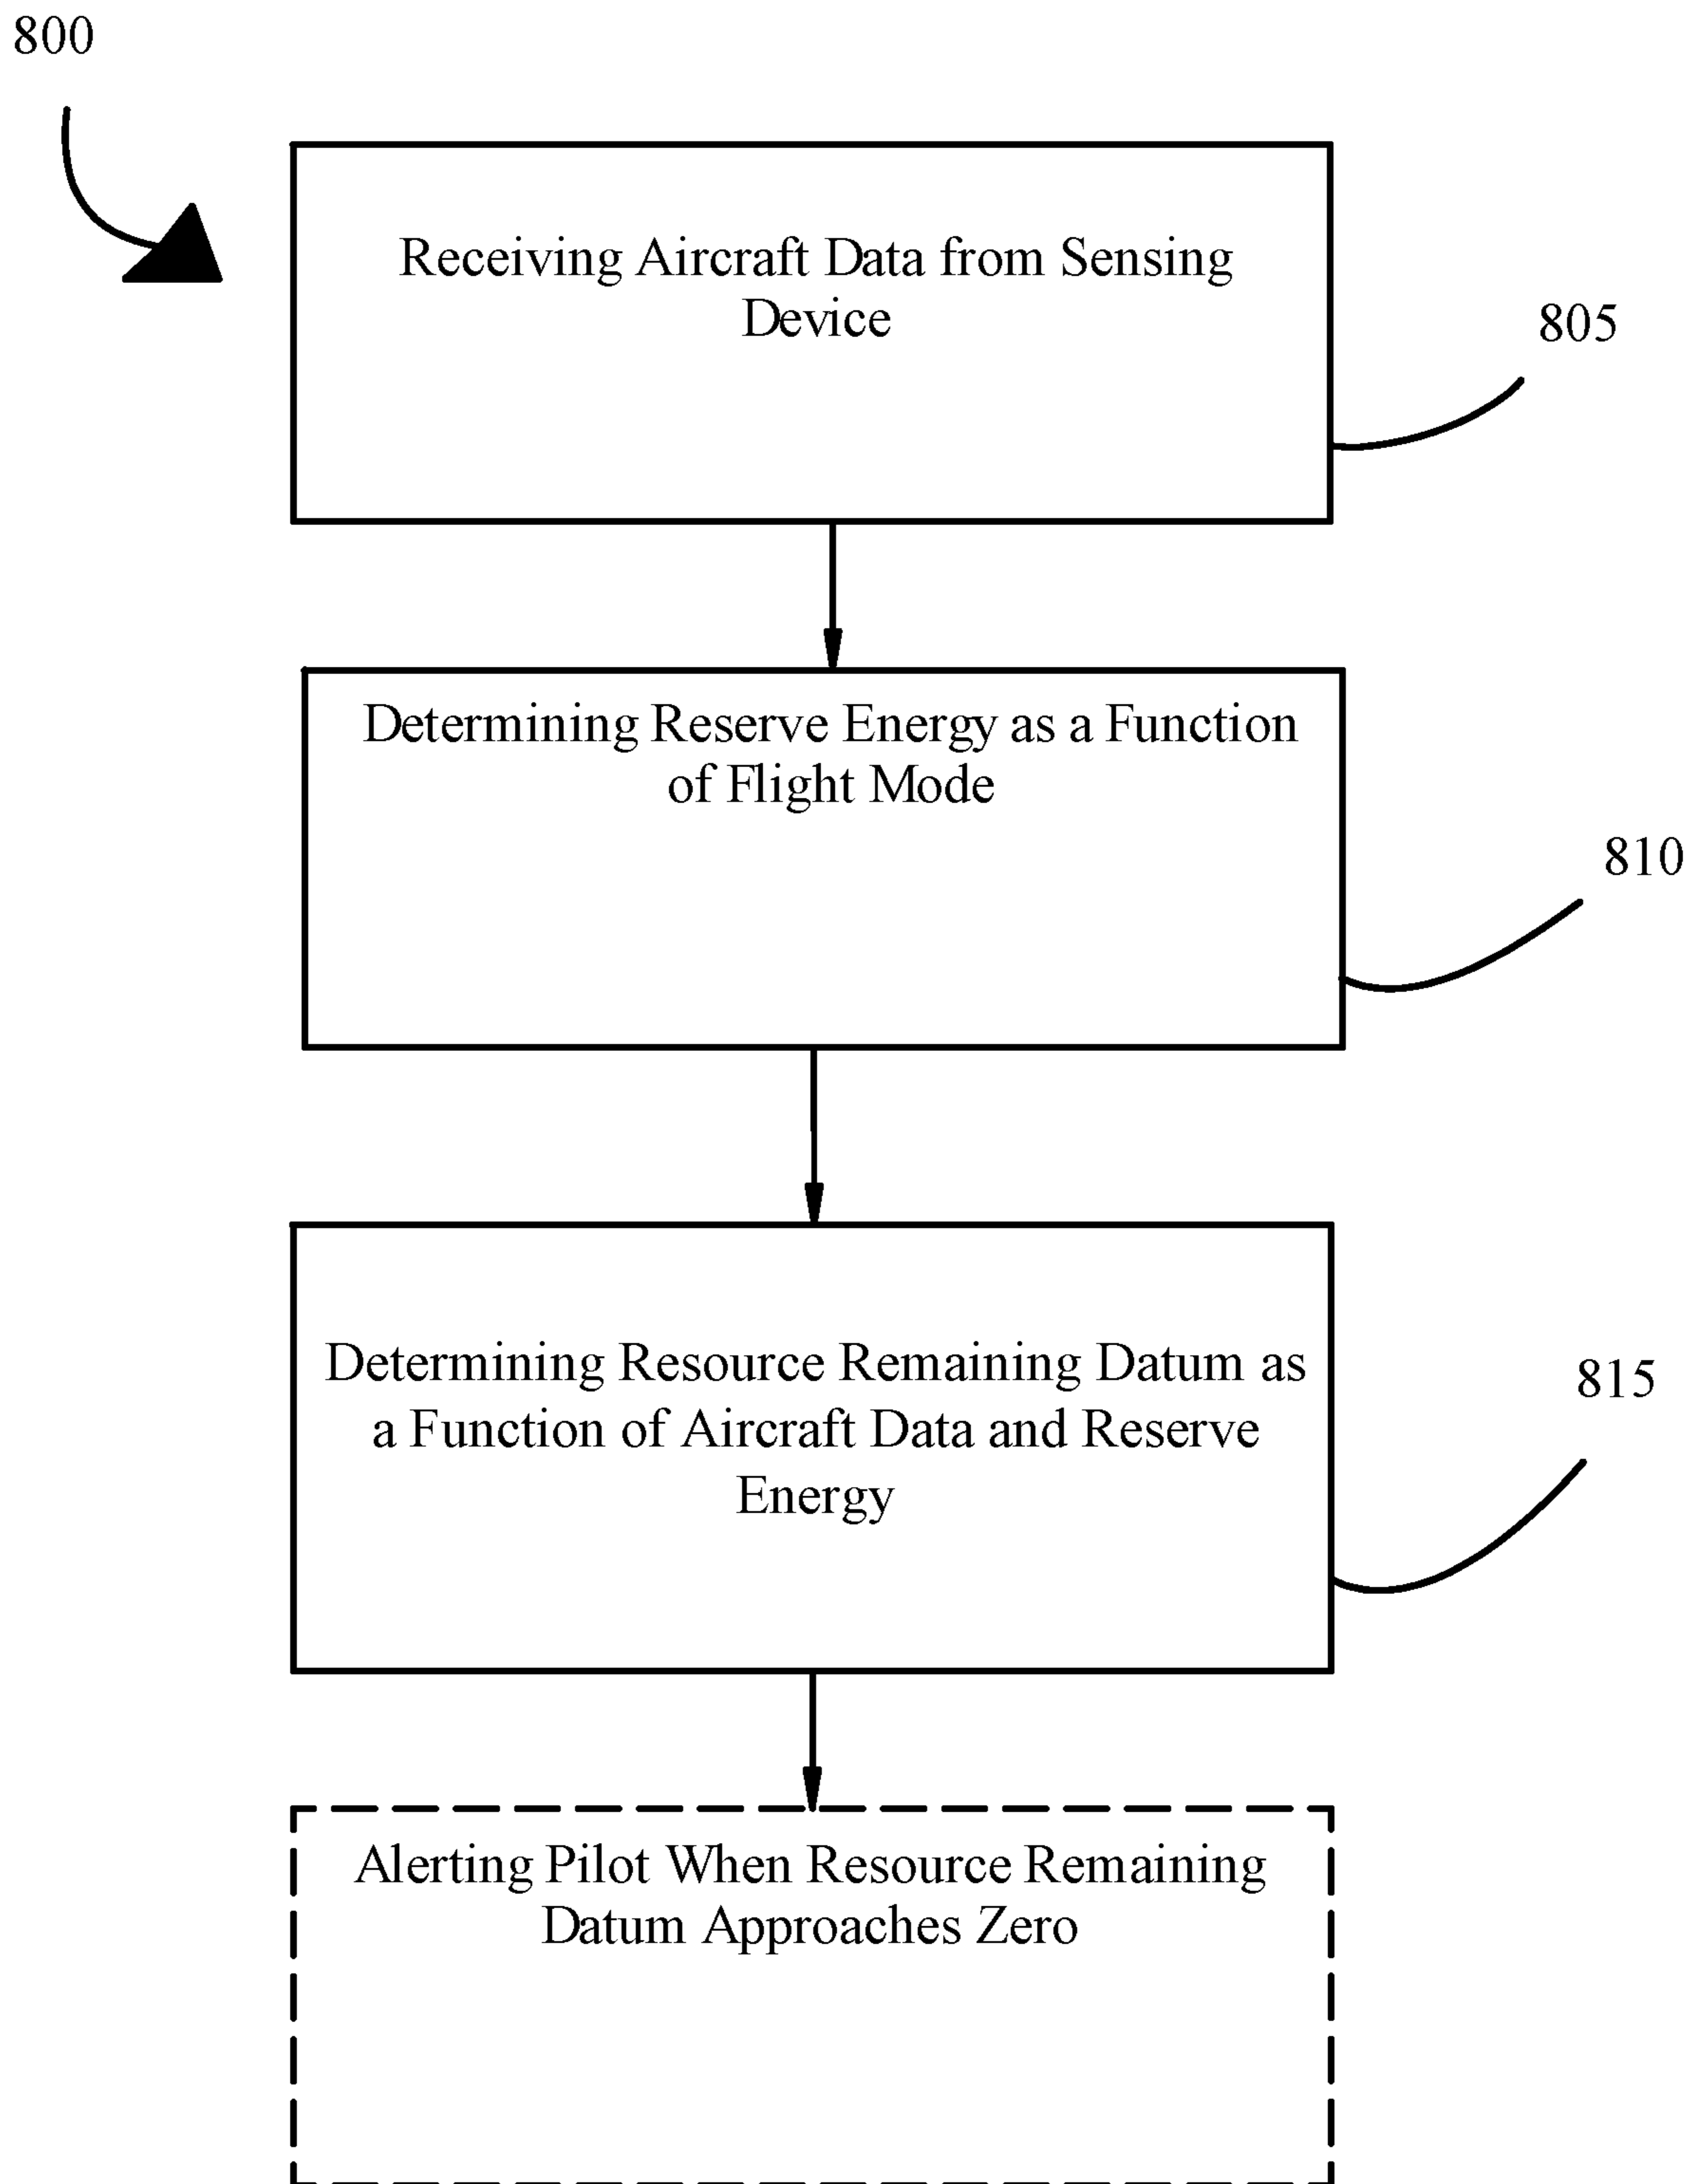 800
Receiving Aircraft Data from Sensing
Device
805
Determining Reserve Energy as a Function
of Flight Mode
810
Determining Resource Remaining Datum as
a Function of Aircraft Data and Reserve
Energy
815
Alerting Pilot When Resource Remaining
Datum Approaches Zero